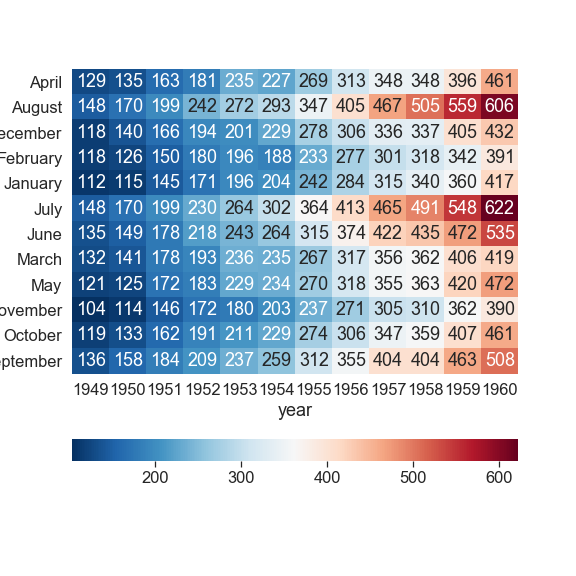 April 129 135 163 181 235 227 269 313 348 348 396 461
August 148 170 199 242 272 293 347 405 467 505 559 606
ecember 118 140 166 194 201 229 278 306 336 337 405 432
February 118 126 150 180 196 188 233 277 301 318 342 391
January 112 115 145 171 196 204 242 284 315 340 360 417
July 148 170 199 230 264 302 364 413 465 491 548 622
June 135 149 178 218 243 264 315 374 422 435 472 535
March 132 141 178 193 236 235 267 317 356 362 406 419
May 121 125 172 183 229 234 270 318 355 363 420 472
ovember 104 114 146 172 180 203 237 271 305 310 362 390
October 119 133 162 191 211 229 274 306 347 359 407 461
eptember 136 158 184 209 237 259 312 355 404 404 463 508
1949 1950 1951 1952 1953 1954 1955 1956 1957 1958 1959 1960
year
200 300 400 500 600